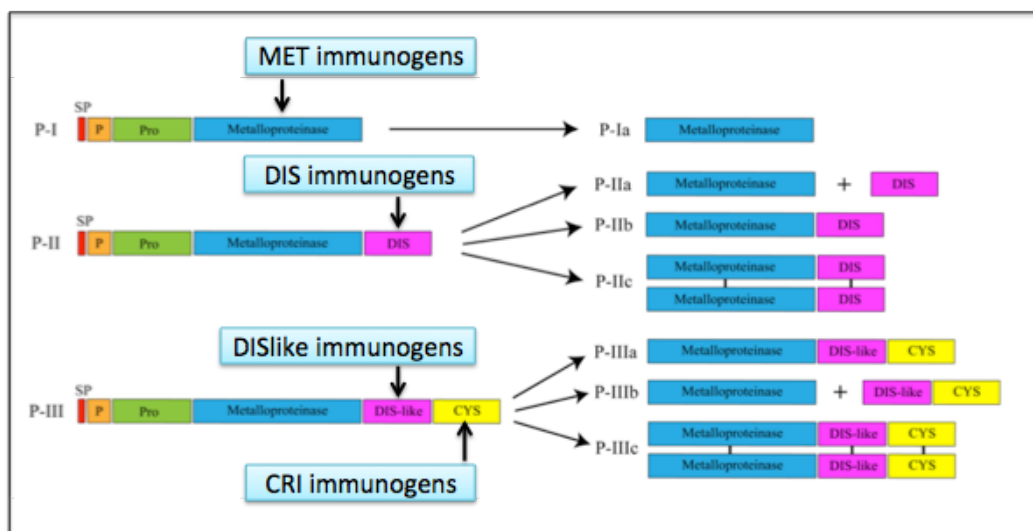 MET immunogens
SP
P-I P Pro Metalloproteinase P-Ia Metalloproteinase
DIS immunogens
P-IIa Metalloproteinase + DIS
SP
P-II P Pro Metalloproteinase DIS P-IIb Metalloproteinase DIS
P-IIc Metalloproteinase DIS
Metalloproteinase DIS
DISlike immunogens
P-IIIa Metalloproteinase DIS-like CYS
SP
P-III P Pro Metalloproteinase DIS-like CYS P-IIIb Metalloproteinase + DIS-like CYS
P-IIIc Metalloproteinase DIS-like CYS
Metalloproteinase DIS-like CYS
CRI immunogens